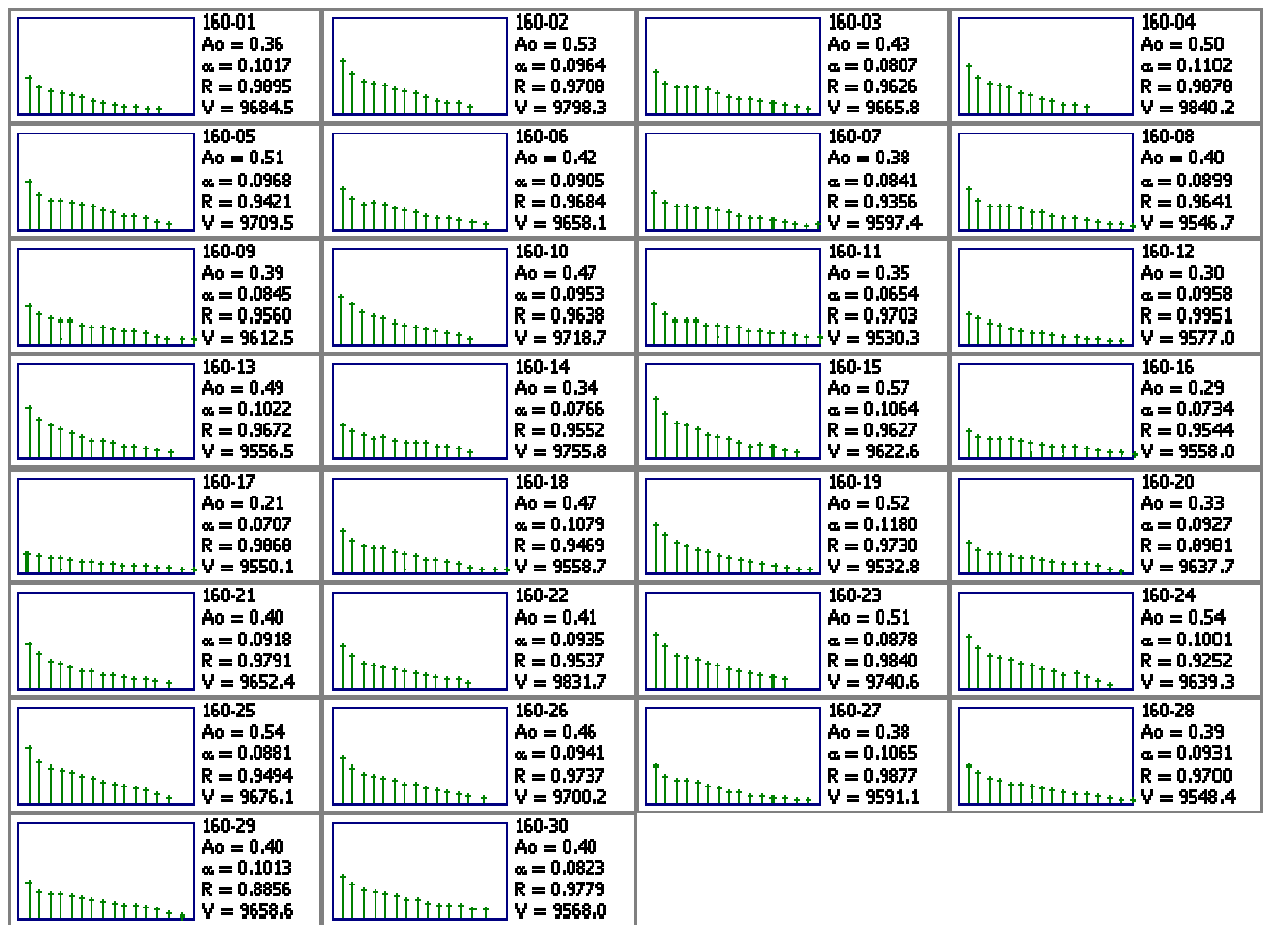 160-01
Ao = 0.36
α = 0.1017
R = 0.9895
V = 9684.5
160-02
Ao = 0.53
α = 0.0964
R = 0.9708
V = 9798.3
160-03
Ao = 0.43
α = 0.0807
R = 0.9626
V = 9665.8
160-04
Ao = 0.50
α = 0.1102
R = 0.9878
V = 9840.2
160-05
Ao = 0.51
α = 0.0968
R = 0.9421
V = 9709.5
160-06
Ao = 0.42
α = 0.0905
R = 0.9684
V = 9658.1
160-07
Ao = 0.38
α = 0.0841
R = 0.9356
V = 9597.4
160-08
Ao = 0.40
α = 0.0899
R = 0.9641
V = 9546.7
160-09
Ao = 0.39
α = 0.0845
R = 0.9560
V = 9612.5
160-10
Ao = 0.47
α = 0.0953
R = 0.9638
V = 9718.7
160-11
Ao = 0.35
α = 0.0654
R = 0.9703
V = 9530.3
160-12
Ao = 0.30
α = 0.0958
R = 0.9951
V = 9577.0
160-13
Ao = 0.49
α = 0.1022
R = 0.9672
V = 9556.5
160-14
Ao = 0.34
α = 0.0766
R = 0.9552
V = 9755.8
160-15
Ao = 0.57
α = 0.1064
R = 0.9627
V = 9622.6
160-16
Ao = 0.29
α = 0.0734
R = 0.9544
V = 9558.0
160-17
Ao = 0.21
α = 0.0707
R = 0.9868
V = 9550.1
160-18
Ao = 0.47
α = 0.1079
R = 0.9469
V = 9558.7
160-19
Ao = 0.52
α = 0.1180
R = 0.9730
V = 9532.8
160-20
Ao = 0.33
α = 0.0927
R = 0.8981
V = 9637.7
160-21
Ao = 0.40
α = 0.0918
R = 0.9791
V = 9652.4
160-22
Ao = 0.41
α = 0.0935
R = 0.9537
V = 9831.7
160-23
Ao = 0.51
α = 0.0878
R = 0.9840
V = 9740.6
160-24
Ao = 0.54
α = 0.1001
R = 0.9252
V = 9639.3
160-25
Ao = 0.54
α = 0.0881
R = 0.9494
V = 9676.1
160-26
Ao = 0.46
α = 0.0941
R = 0.9737
V = 9700.2
160-27
Ao = 0.38
α = 0.1065
R = 0.9877
V = 9591.1
160-28
Ao = 0.39
α = 0.0931
R = 0.9700
V = 9548.4
160-29
Ao = 0.40
α = 0.1013
R = 0.8856
V = 9658.6
160-30
Ao = 0.40
α = 0.0823
R = 0.9779
V = 9568.0